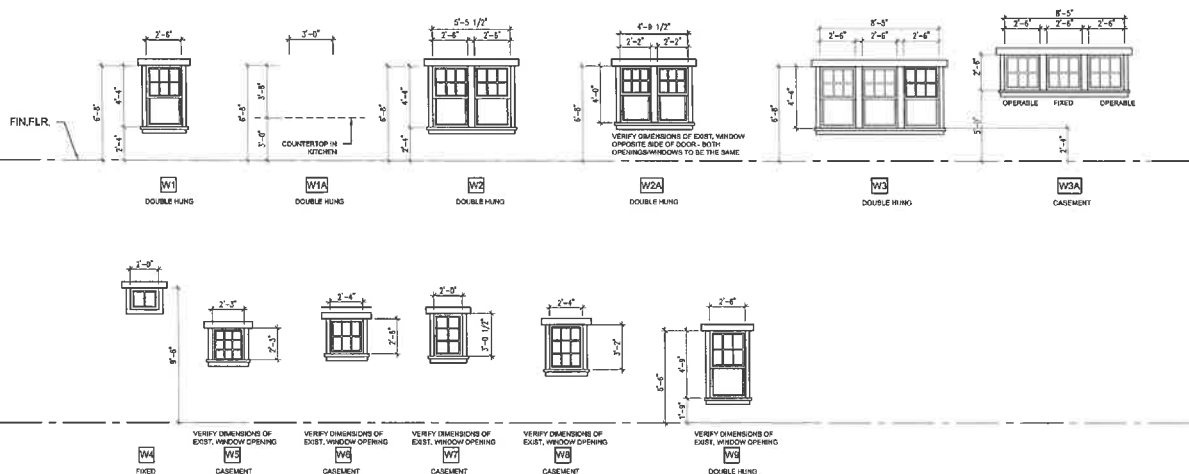 2'-6"
3'-0"
5'-5 1/2"
2'-6" 2'-6"
4'-9 1/2"
2'-2" 2'-2"
8'-5"
2'-6" 2'-6" 2'-6"
8'-5"
2'-6" 2'-6" 2'-6"
FIN.FLR.
6'-8"
4'-4"
2'-4"
6'-8"
3'-8"
3'-0"
COUNTERTOP IN
KITCHEN
6'-8"
4'-4"
2'-4"
6'-8"
4'-0"
VERIFY DIMENSIONS OF EXIST. WINDOW
OPPOSITE SIDE OF DOOR - BOTH
OPENINGS/WINDOWS TO BE THE SAME
6'-8"
4'-4"
2'-6"
OPERABLE FIXED OPERABLE
2'-4"
W1
DOUBLE HUNG
W1A
DOUBLE HUNG
W2
DOUBLE HUNG
W2A
DOUBLE HUNG
W3
DOUBLE HUNG
W3A
CASEMENT
2'-0"
9'-6"
2'-3"
2'-3"
2'-4"
2'-6"
2'-0"
3'-0 1/2"
2'-4"
3'-2"
2'-6"
6'-6"
4'-9"
1'-9"
W4
FIXED
VERIFY DIMENSIONS OF
EXIST. WINDOW OPENING
W5
CASEMENT
VERIFY DIMENSIONS OF
EXIST. WINDOW OPENING
W6
CASEMENT
VERIFY DIMENSIONS OF
EXIST. WINDOW OPENING
W7
CASEMENT
VERIFY DIMENSIONS OF
EXIST. WINDOW OPENING
W8
CASEMENT
VERIFY DIMENSIONS OF
EXIST. WINDOW OPENING
W9
DOUBLE HUNG